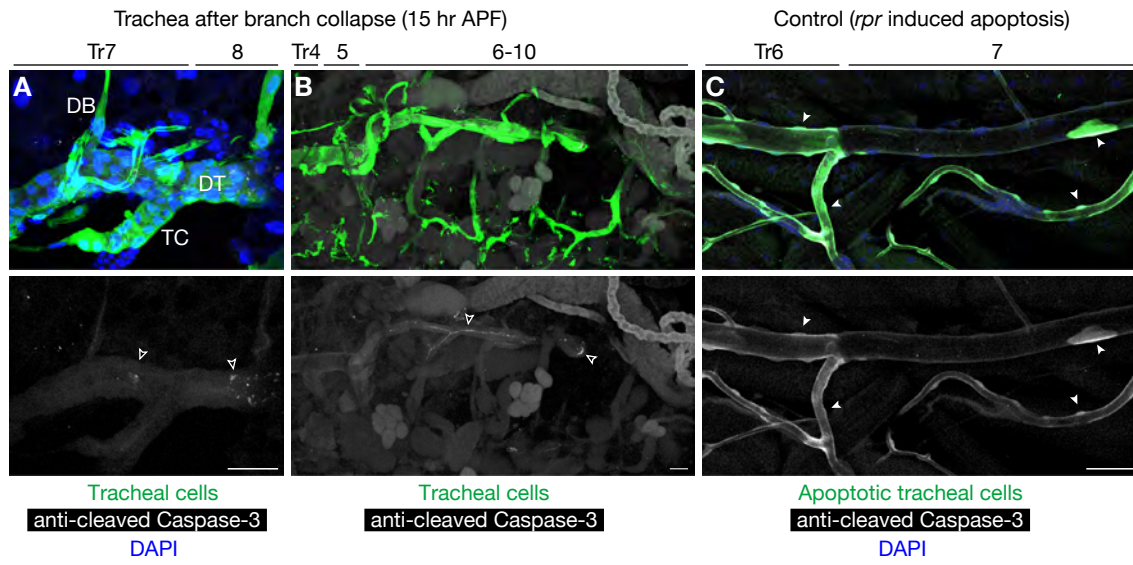 Trachea after branch collapse (15 hr APF)
Control (rpr induced apoptosis)
Tr7 8 Tr4 5 6-10 Tr6 7
A DB DT TC
B
C
Tracheal cells
anti-cleaved Caspase-3
DAPI
Tracheal cells
anti-cleaved Caspase-3
Apoptotic tracheal cells
anti-cleaved Caspase-3
DAPI